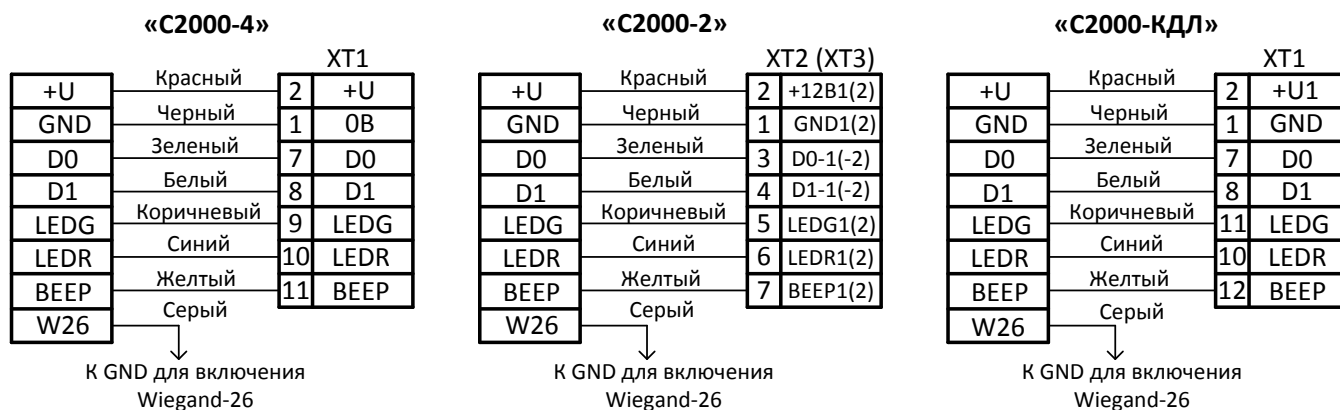 «С2000-4»
XT1
+U Красный 2 +U
GND Черный 1 0В
D0 Зеленый 7 D0
D1 Белый 8 D1
LEDG Коричневый 9 LEDG
LEDR Синий 10 LEDR
BEEP Желтый 11 BEEP
W26 Серый
К GND для включения
Wiegand-26
«С2000-2»
XT2 (XT3)
+U Красный 2 +12В1(2)
GND Черный 1 GND1(2)
D0 Зеленый 3 D0-1(-2)
D1 Белый 4 D1-1(-2)
LEDG Коричневый 5 LEDG1(2)
LEDR Синий 6 LEDR1(2)
BEEP Желтый 7 BEEP1(2)
W26 Серый
К GND для включения
Wiegand-26
«С2000-КДЛ»
XT1
+U Красный 2 +U1
GND Черный 1 GND
D0 Зеленый 7 D0
D1 Белый 8 D1
LEDG Коричневый 11 LEDG
LEDR Синий 10 LEDR
BEEP Желтый 12 BEEP
W26 Серый
К GND для включения
Wiegand-26